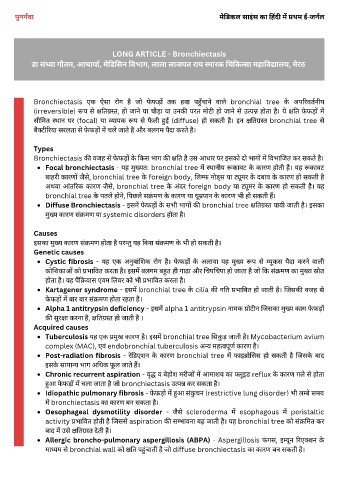 पुनर्नवा
मेडिकल साइंस का हिंदी में प्रथम ई-जर्नल
LONG ARTICLE - Bronchiectasis
डा संध्या गौतम, आचार्या, मेडिसिन विभाग, लाला लाजपत राय स्मारक चिकित्सा महाविद्यालय, मेरठ
Bronchiectasis एक ऐसा रोग है जो फेफड़ों तक हवा पहुँचाने वाले bronchial tree के अपरिवर्तनीय
(irreversible) रूप से क्षतिग्रस्त, हो जाने या चौड़ा या उनकी परत मोटी हो जाने से उत्पन्न होता है। ये क्षति फेफड़ों में
सीमित स्थान पर (focal) या व्यापक रूप से फैली हुई (diffuse) हो सकती है। इन क्षतिग्रस्त bronchial tree से
बैक्टीरिया सरलता से फेफड़ों में चले जाते है और बलगम पैदा करते है।
Types
Bronchiectasis की वजह से फेफड़ों के किस भाग की क्षति है उस आधार पर इसको दो भागों में विभाजित कर सकते है।
• Focal bronchiectasis - यह मुख्यतः bronchial tree में स्थानीय रूकावट के कारण होती है। यह रूकावट
बाहरी कारणों जैसे, bronchial tree के foreign body, लिम्फ नोड्स या ट्यूमर के दबाव के कारण हो सकती है
अथवा आंतरिक कारण जैसे, bronchial tree के अंदर foreign body या ट्यूमर के कारण हो सकती है। यह
bronchial tree के पतले होने, पिछले संक्रमण के कारण या धूम्रपान के कारण भी हो सकती हैं।
• Diffuse Bronchiectasis - इसमें फेफड़ों के सभी भागों की bronchial tree क्षतिग्रस्त पायी जाती है। इसका
मुख्य कारण संक्रमण या systemic disorders होता है।
Causes
इसका मुख्य कारण संक्रमण होता है परन्तु यह बिना संक्रमण के भी हो सकती है।
Genetic causes
• Cystic fibrosis - यह एक अनुवांशिक रोग है। फेफड़ों के अलावा यह मुख्य रूप से म्यूकस पैदा करने वाली
कोशिकाओं को प्रभावित करता है। इसमें बलगम बहुत ही गाढ़ा और चिपचिपा हो जाता है जो कि संक्रमण का मुख्य स्रोत
होता है। यह पैंक्रियास एवम लिवर को भी प्रभावित करता है।
• Kartagener syndrome - इसमें bronchial tree के cilia की गति प्रभावित हो जाती है। जिसकी वजह से
फेफड़ों में बार बार संक्रमण होता रहता है।
• Alpha 1 antitrypsin deficiency - इसमें alpha 1 antitrypsin नामक प्रोटीन जिसका मुख्य काम फेफड़ों
की सुरक्षा करना है, क्षतिग्रस्त हो जाती है ।
Acquired causes
• Tuberculosis यह एक प्रमुख कारण है। इसमें bronchial tree सिकुड़ जाती है। Mycobacterium avium
complex (MAC), एवं endobronchial tuberculosis अन्य महत्वपूर्ण कारण है।
• Post-radiation fibrosis - रेडिएशन के कारण bronchial tree में फाइब्रोसिस हो सकती है जिसके बाद
इसके सामान्य भाग अधिक फूल जाते हैं।
• Chronic recurrent aspiration - वृद्ध व बेहोश मरीजों में आमाशय का फ्लूइड reflux के कारण गले से होता
हुआ फेफड़ों में चला जाता है जो bronchiectasis उत्पन्न कर सकता है।
• Idiopathic pulmonary fibrosis - फेफड़ों में हुआ संकुचन (restrictive lung disorder) भी लम्बे समय
में bronchiectasis का कारण बन सकता है।
• Oesophageal dysmotility disorder - जैसे scleroderma में esophagous में peristaltic
activity प्रभावित होती है जिससे aspiration की सम्भावना बढ़ जाती है। यह bronchial tree को संक्रमित कर
बाद में उसे क्षतिग्रस्त देती है।
• Allergic broncho-pulmonary aspergillosis (ABPA) - Aspergillosis फंगस, इम्यून रिएक्शन के
माध्यम से bronchial wall को क्षति पहुंचाती है जो diffuse bronchiectasis का कारण बन सकती है।